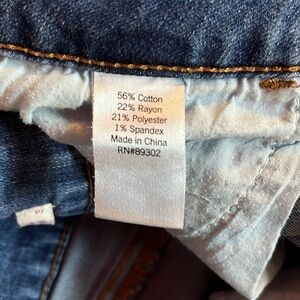 56% Cotton
22% Rayon
21% Polyester
1% Spandex
Made in China
RN#89302